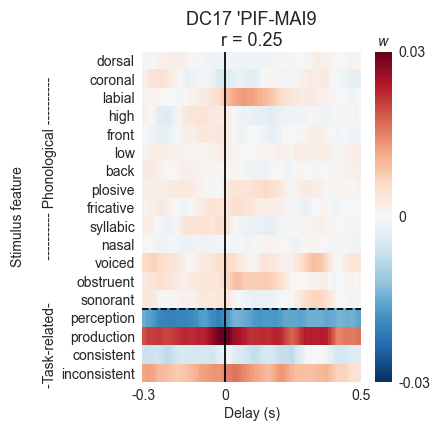 DC17 'PIF-MAI9
r = 0.25
w
Stimulus feature
-Task-related- ----------- Phonological -----------
dorsal
coronal
labial
high
front
low
back
plosive
fricative
syllabic
nasal
voiced
obstruent
sonorant
perception
production
consistent
inconsistent
0.03
0
-0.03
-0.3 0 0.5
Delay (s)